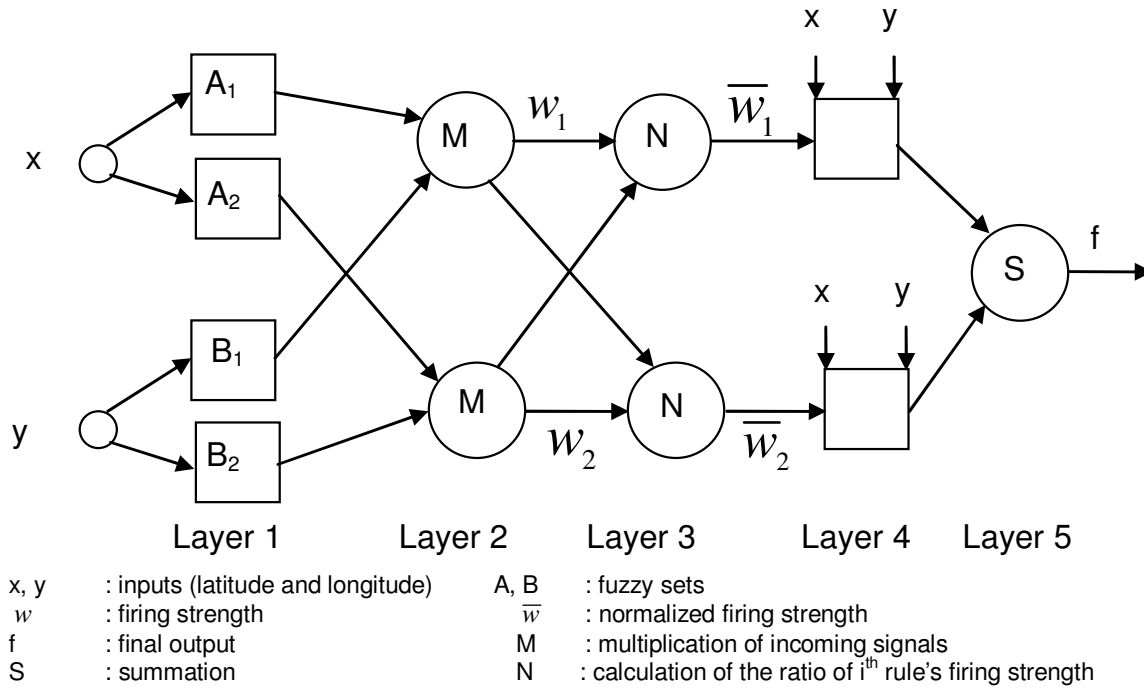 x y x y
A₁
w₁ w̅₁
M N
x
A₂
f
S
x y
B₁
M N
y
w₂ w̅₂
B₂
Layer 1 Layer 2 Layer 3 Layer 4 Layer 5
x, y : inputs (latitude and longitude) A, B : fuzzy sets
w : firing strength w̅ : normalized firing strength
f : final output M : multiplication of incoming signals
S : summation N : calculation of the ratio of iᵗʰ rule's firing strength